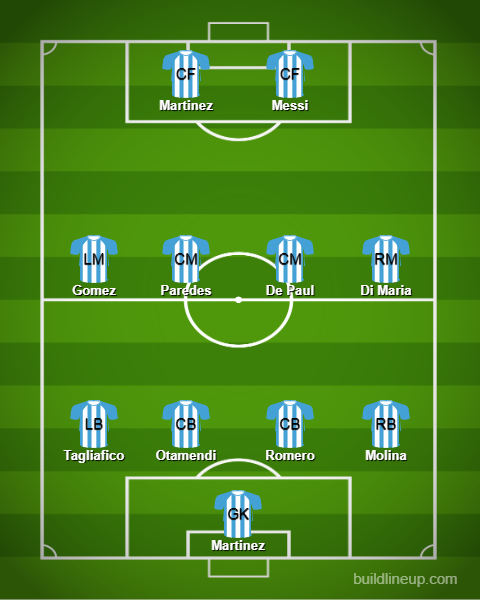 CF CF
Martinez Messi
LM CM CM RM
Gomez Paredes De Paul Di Maria
LB CB CB RB
Tagliafico Otamendi Romero Molina
GK
Martinez
buildlineup.com